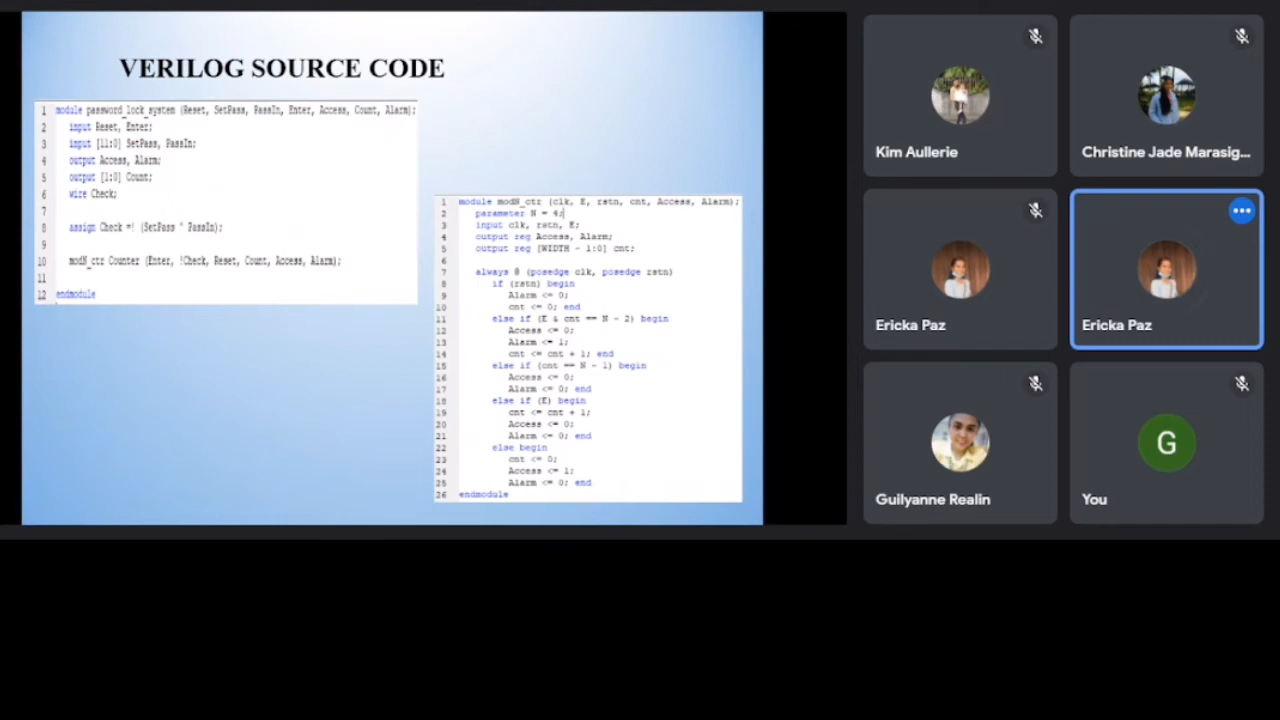 VERILOG SOURCE CODE
1 module password_lock_system (Reset, SetPass, PassIn, Enter, Access, Count, Alarm);
2 input Reset, Enter;
3 input [11:0] SetPass, PassIn;
4 output Access, Alarm;
5 output [1:0] Count;
6 wire Check;
7
8 assign Check =! (SetPass ^ PassIn);
9
10 modN_ctr Counter (Enter, !Check, Reset, Count, Access, Alarm);
11
12 endmodule
1 module modN_ctr (clk, E, rstn, cnt, Access, Alarm);
2 parameter N = 4;
3 input clk, rstn, E;
4 output reg Access, Alarm;
5 output reg [WIDTH - 1:0] cnt;
6
7 always @ (posedge clk, posedge rstn)
8 if (rstn) begin
9 Alarm <= 0;
10 cnt <= 0; end
11 else if (E & cnt == N - 2) begin
12 Access <= 0;
13 Alarm <= 1;
14 cnt <= cnt + 1; end
15 else if (cnt == N - 1) begin
16 Access <= 0;
17 Alarm <= 0; end
18 else if (E) begin
19 cnt <= cnt + 1;
20 Access <= 0;
21 Alarm <= 0; end
22 else begin
23 cnt <= 0;
24 Access <= 1;
25 Alarm <= 0; end
26 endmodule
Kim Aullerie
Christine Jade Marasig...
Ericka Paz
Ericka Paz
Guilyanne Realin
G
You